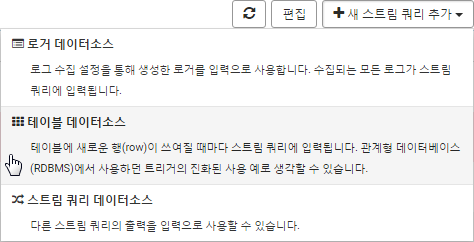 편집
새 스트림 쿼리 추가
로거 데이터소스
로그 수집 설정을 통해 생성한 로거를 입력으로 사용합니다. 수집되는 모든 로그가 스트림
쿼리에 입력됩니다.
테이블 데이터소스
테이블에 새로운 행(row)이 쓰여질 때마다 스트림 쿼리에 입력됩니다. 관계형 데이터베이스
(RDBMS)에서 사용하던 트리거의 진화된 사용 예로 생각할 수 있습니다.
스트림 쿼리 데이터소스
다른 스트림 쿼리의 출력을 입력으로 사용할 수 있습니다.